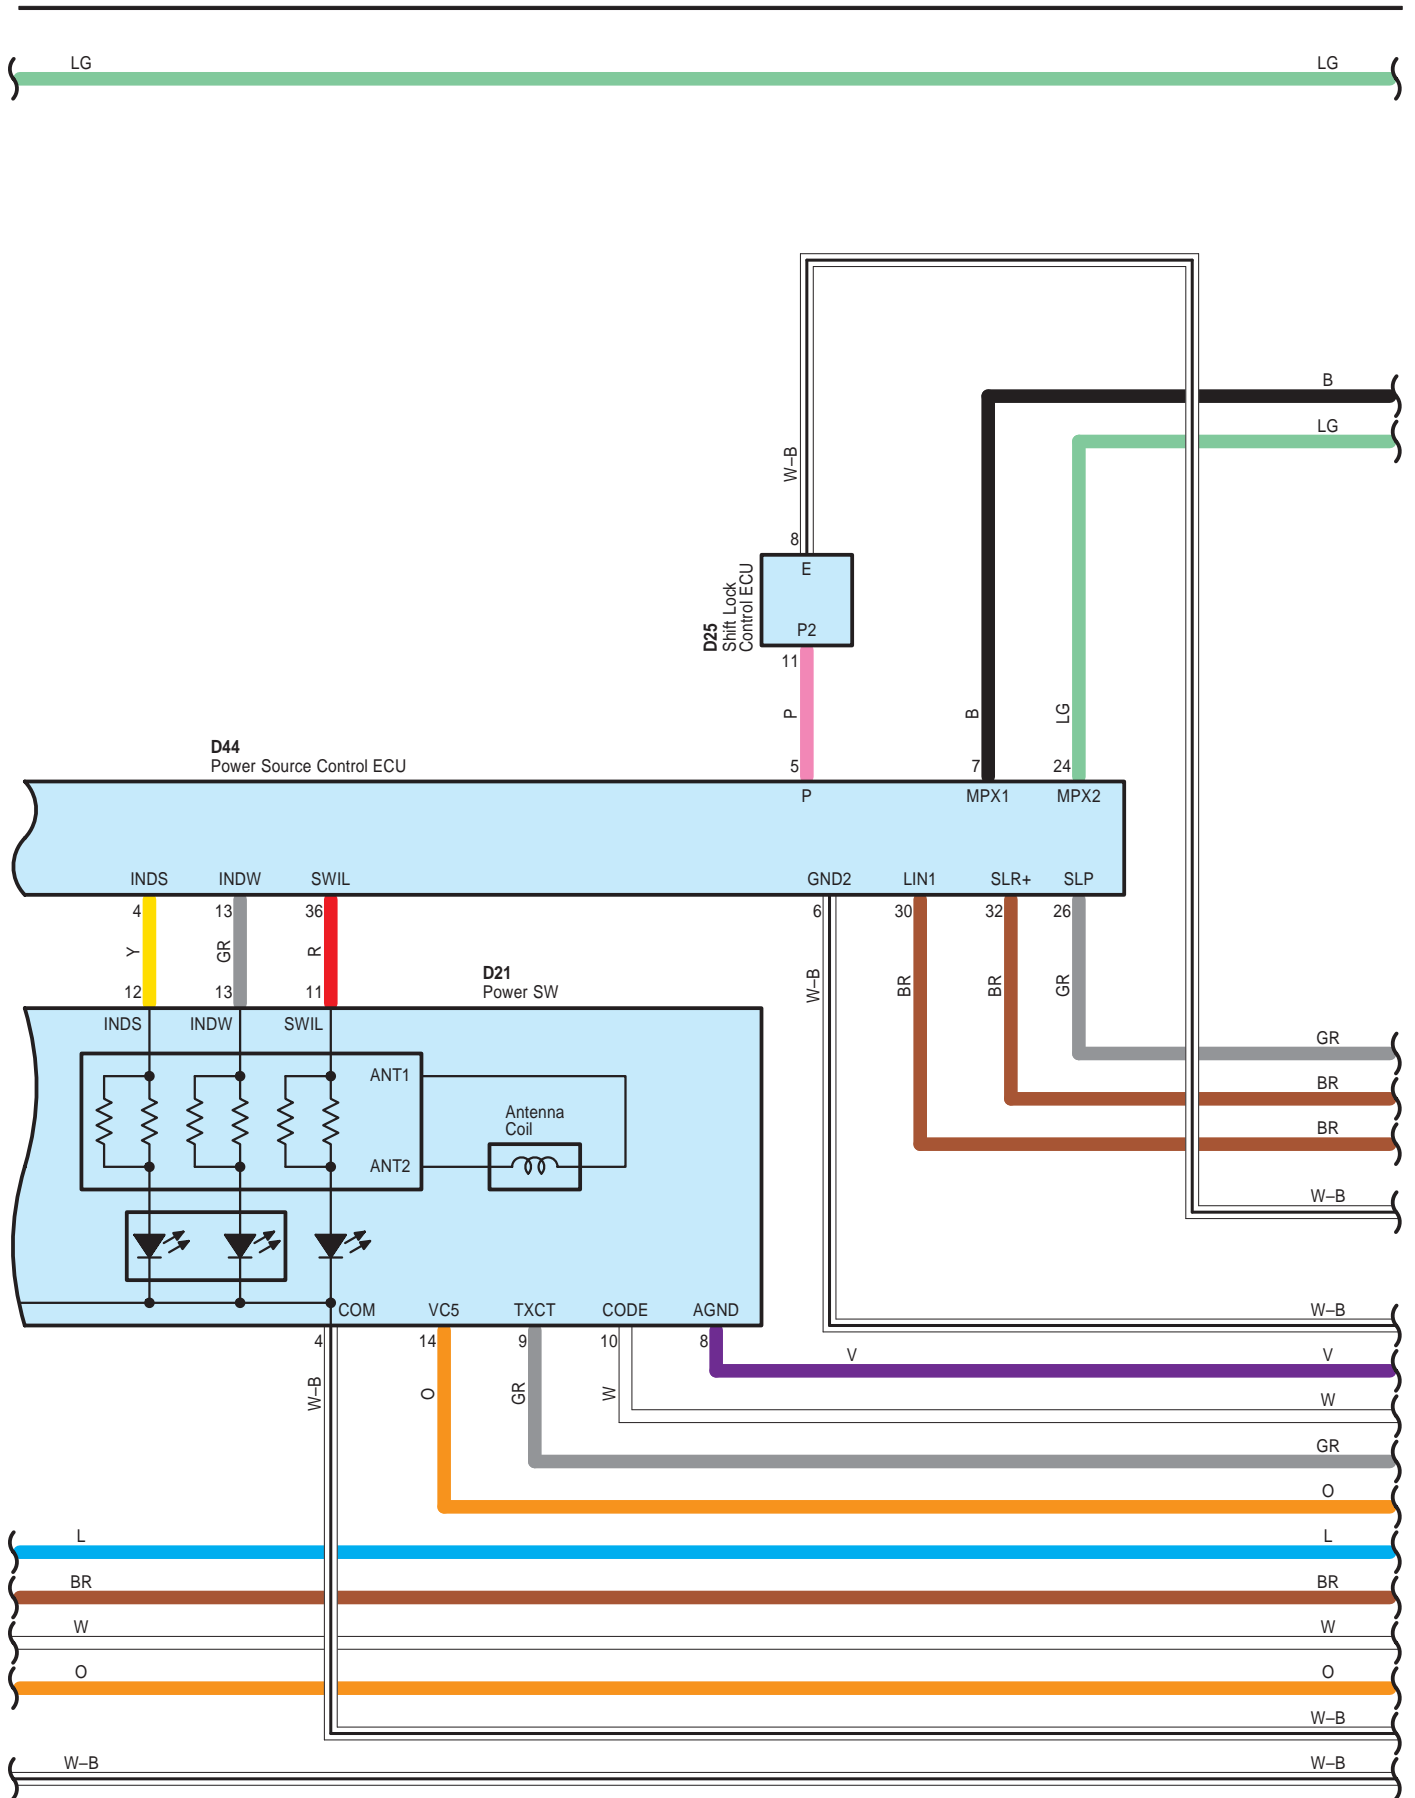 LG LG
B
LG
W–B
8
E
D25
Shift Lock
Control ECU
P2
11
P B LG
D44
Power Source Control ECU
5 7 24
P MPX1 MPX2
INDS INDW SWIL GND2 LIN1 SLR+ SLP
4 13 36 6 30 32 26
Y GR R W–B BR BR GR
D21
Power SW
12 13 11
INDS INDW SWIL
GR
ANT1
BR
Antenna
Coil
BR
ANT2
W–B
COM VC5 TXCT CODE AGND W–B
4 14 9 10 8
V V
W–B O GR W W
GR
O
L L
BR BR
W W
O O
W–B
W–B W–B